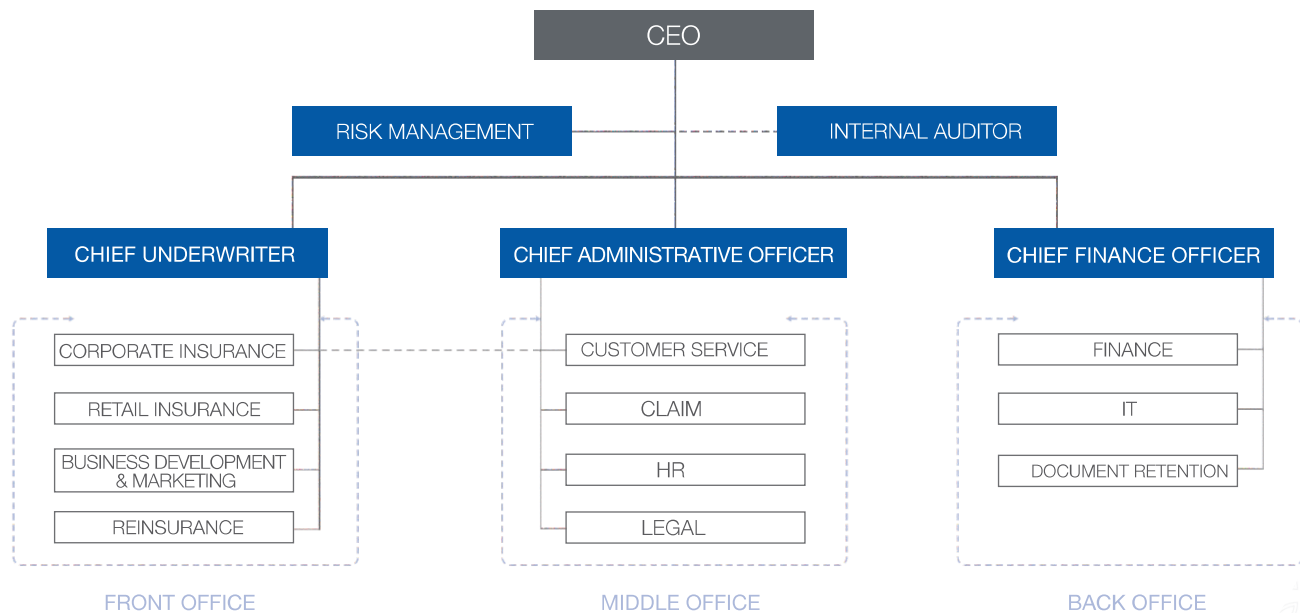 CEO
RISK MANAGEMENT
INTERNAL AUDITOR
CHIEF UNDERWRITER
CHIEF ADMINISTRATIVE OFFICER
CHIEF FINANCE OFFICER
CORPORATE INSURANCE
RETAIL INSURANCE
BUSINESS DEVELOPMENT
& MARKETING
REINSURANCE
FRONT OFFICE
CUSTOMER SERVICE
CLAIM
HR
LEGAL
MIDDLE OFFICE
FINANCE
IT
DOCUMENT RETENTION
BACK OFFICE